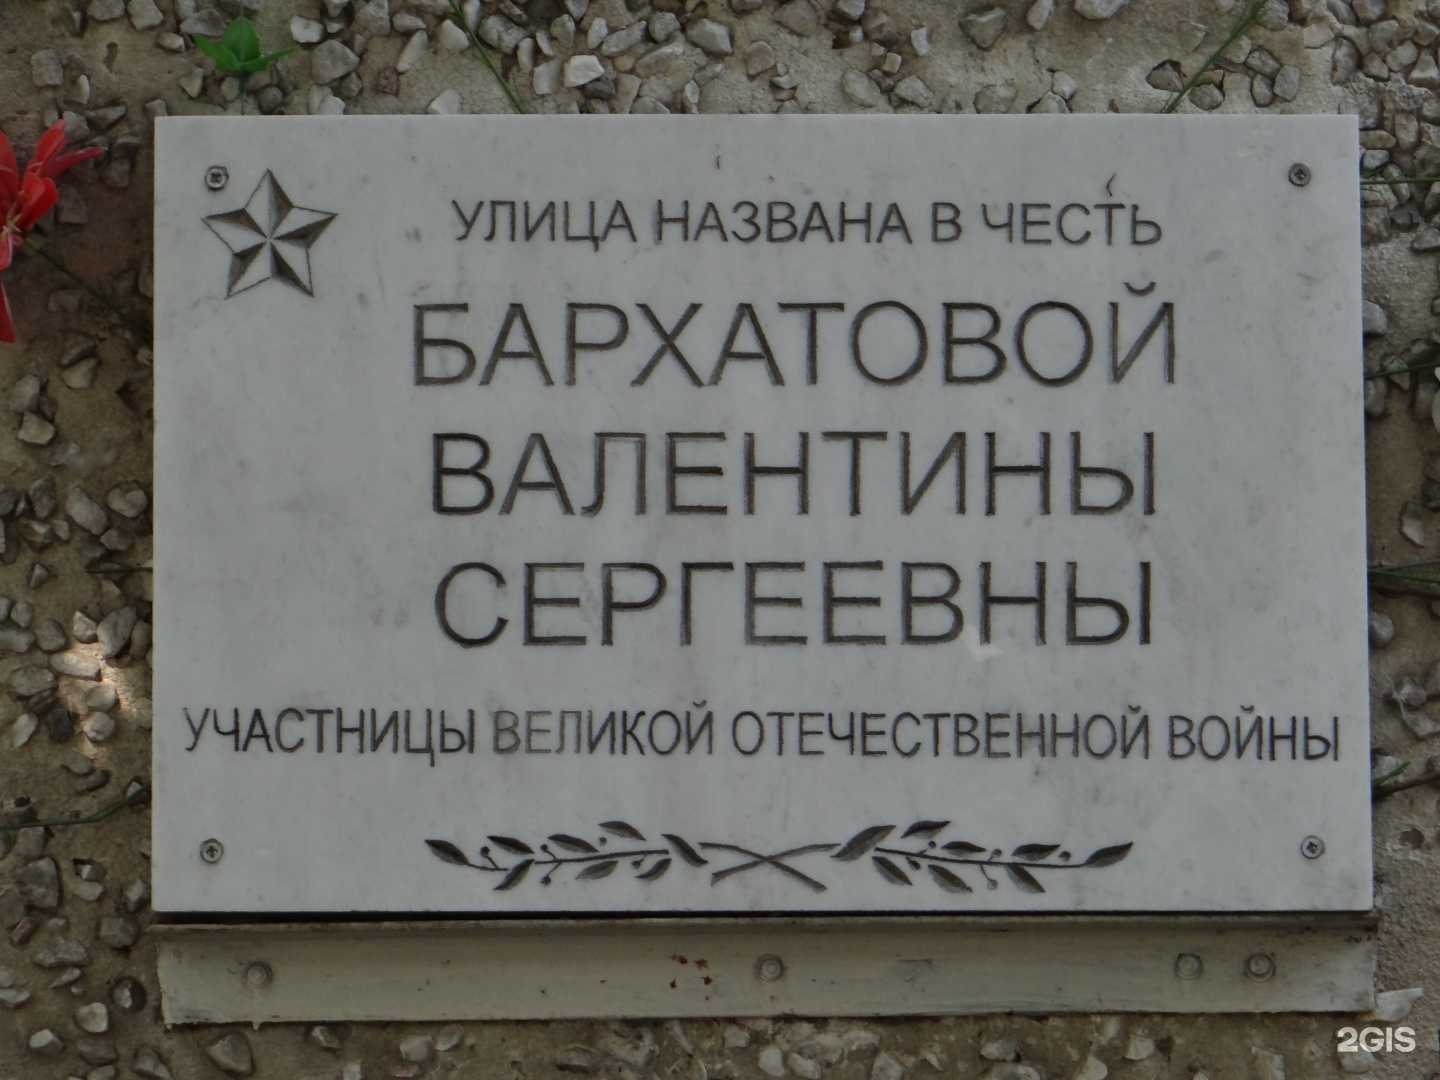 УЛИЦА НАЗВАНА В ЧЕСТЬ
БАРХАТОВОЙ
ВАЛЕНТИНЫ
СЕРГЕЕВНЫ
УЧАСТНИЦЫ ВЕЛИКОЙ ОТЕЧЕСТВЕННОЙ ВОЙНЫ
2GIS